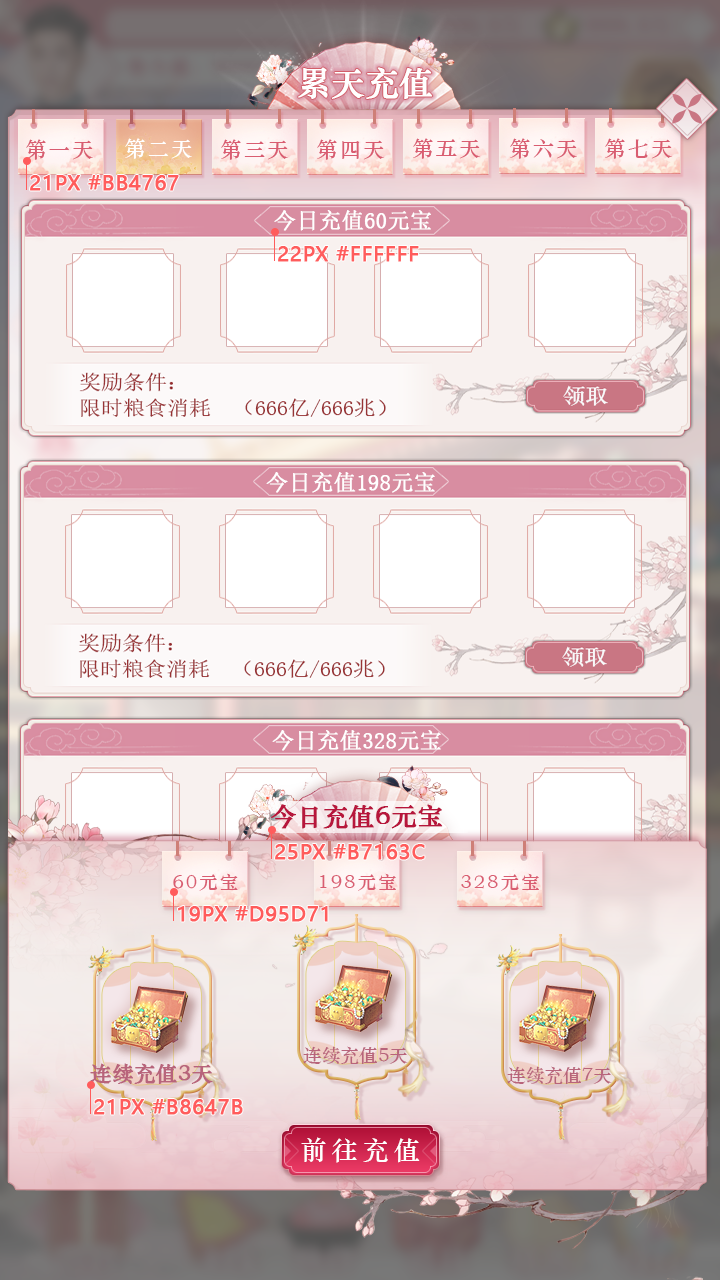 累天充值
第一天
第二天
第三天
第四天
第五天
第六天
第七天
21PX #BB4767
今日充值60元宝
22PX #FFFFFF
奖励条件：
限时粮食消耗 （666亿/666兆）
领取
今日充值198元宝
奖励条件：
限时粮食消耗 （666亿/666兆）
领取
今日充值328元宝
今日充值6元宝
25PX #B7163C
60元宝
198元宝
328元宝
19PX #D95D71
连续充值3天
连续充值5天
连续充值7天
21PX #B8647B
前往充值